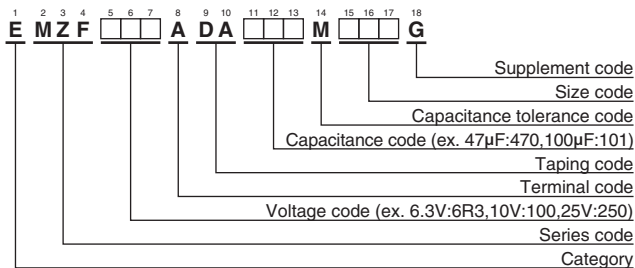 1 2 3 4 5 6 7 8 9 10 11 12 13 14 15 16 17 18
E MZF □□□ A DA □□□ M □□□ G
Supplement code
Size code
Capacitance tolerance code
Capacitance code (ex. 47μF:470,100μF:101)
Taping code
Terminal code
Voltage code (ex. 6.3V:6R3,10V:100,25V:250)
Series code
Category